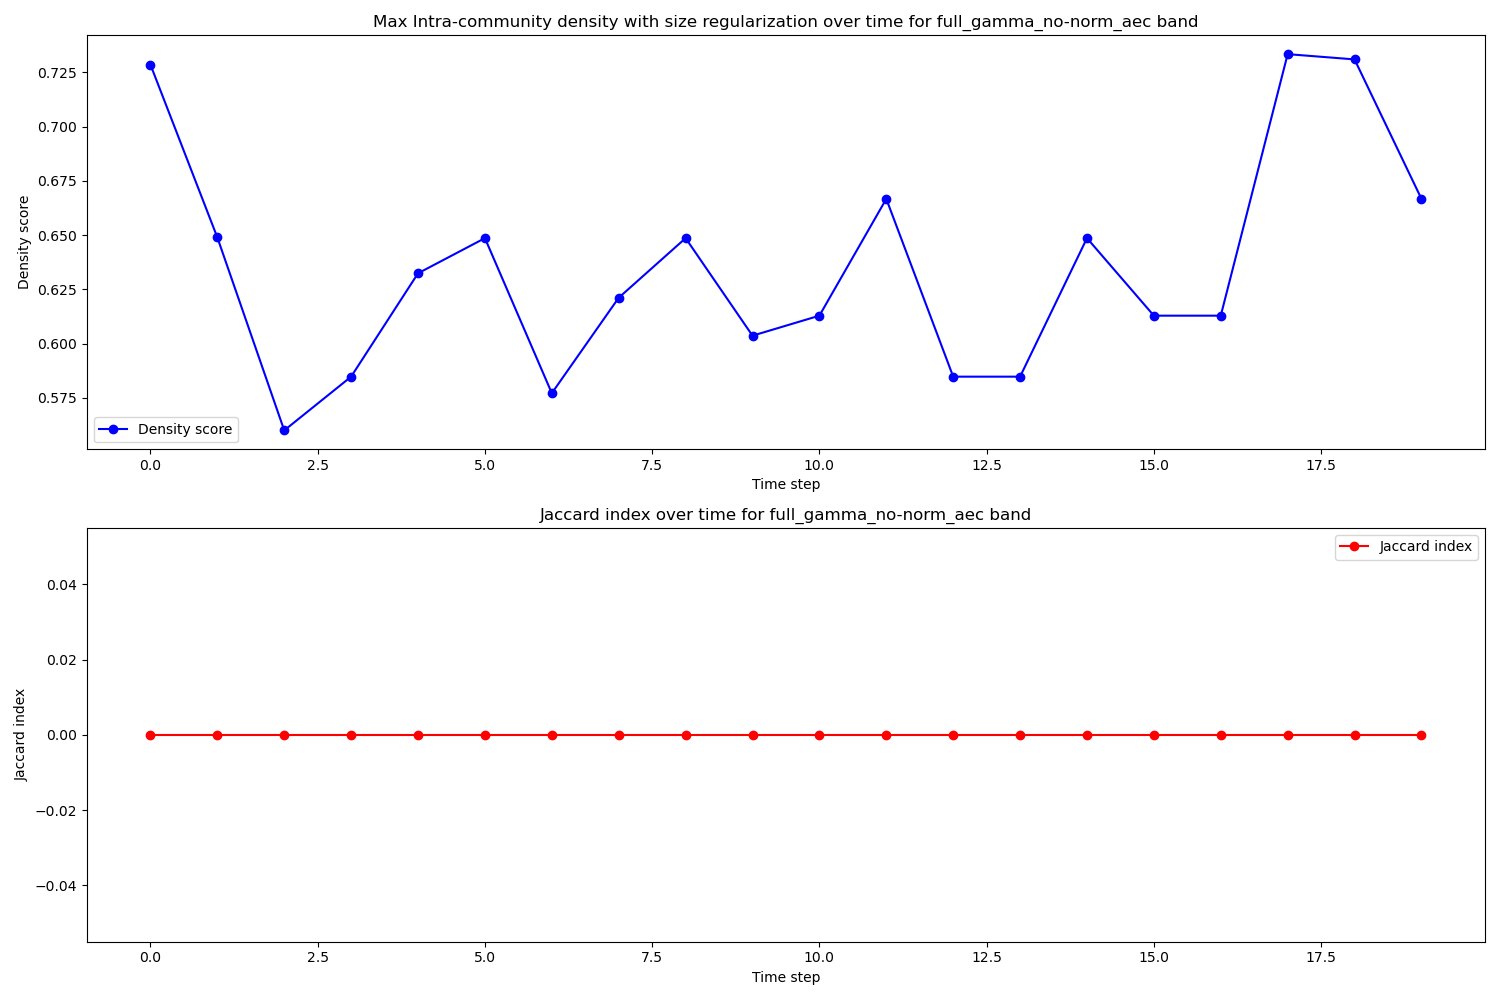 Max Intra-community density with size regularization over time for full_gamma_no-norm_aec band
Density score
0.725
0.700
0.675
0.650
0.625
0.600
0.575
Density score
0.0 2.5 5.0 7.5 10.0 12.5 15.0 17.5
Time step
Jaccard index over time for full_gamma_no-norm_aec band
Jaccard index
Jaccard index
0.04
0.02
0.00
−0.02
−0.04
0.0 2.5 5.0 7.5 10.0 12.5 15.0 17.5
Time step